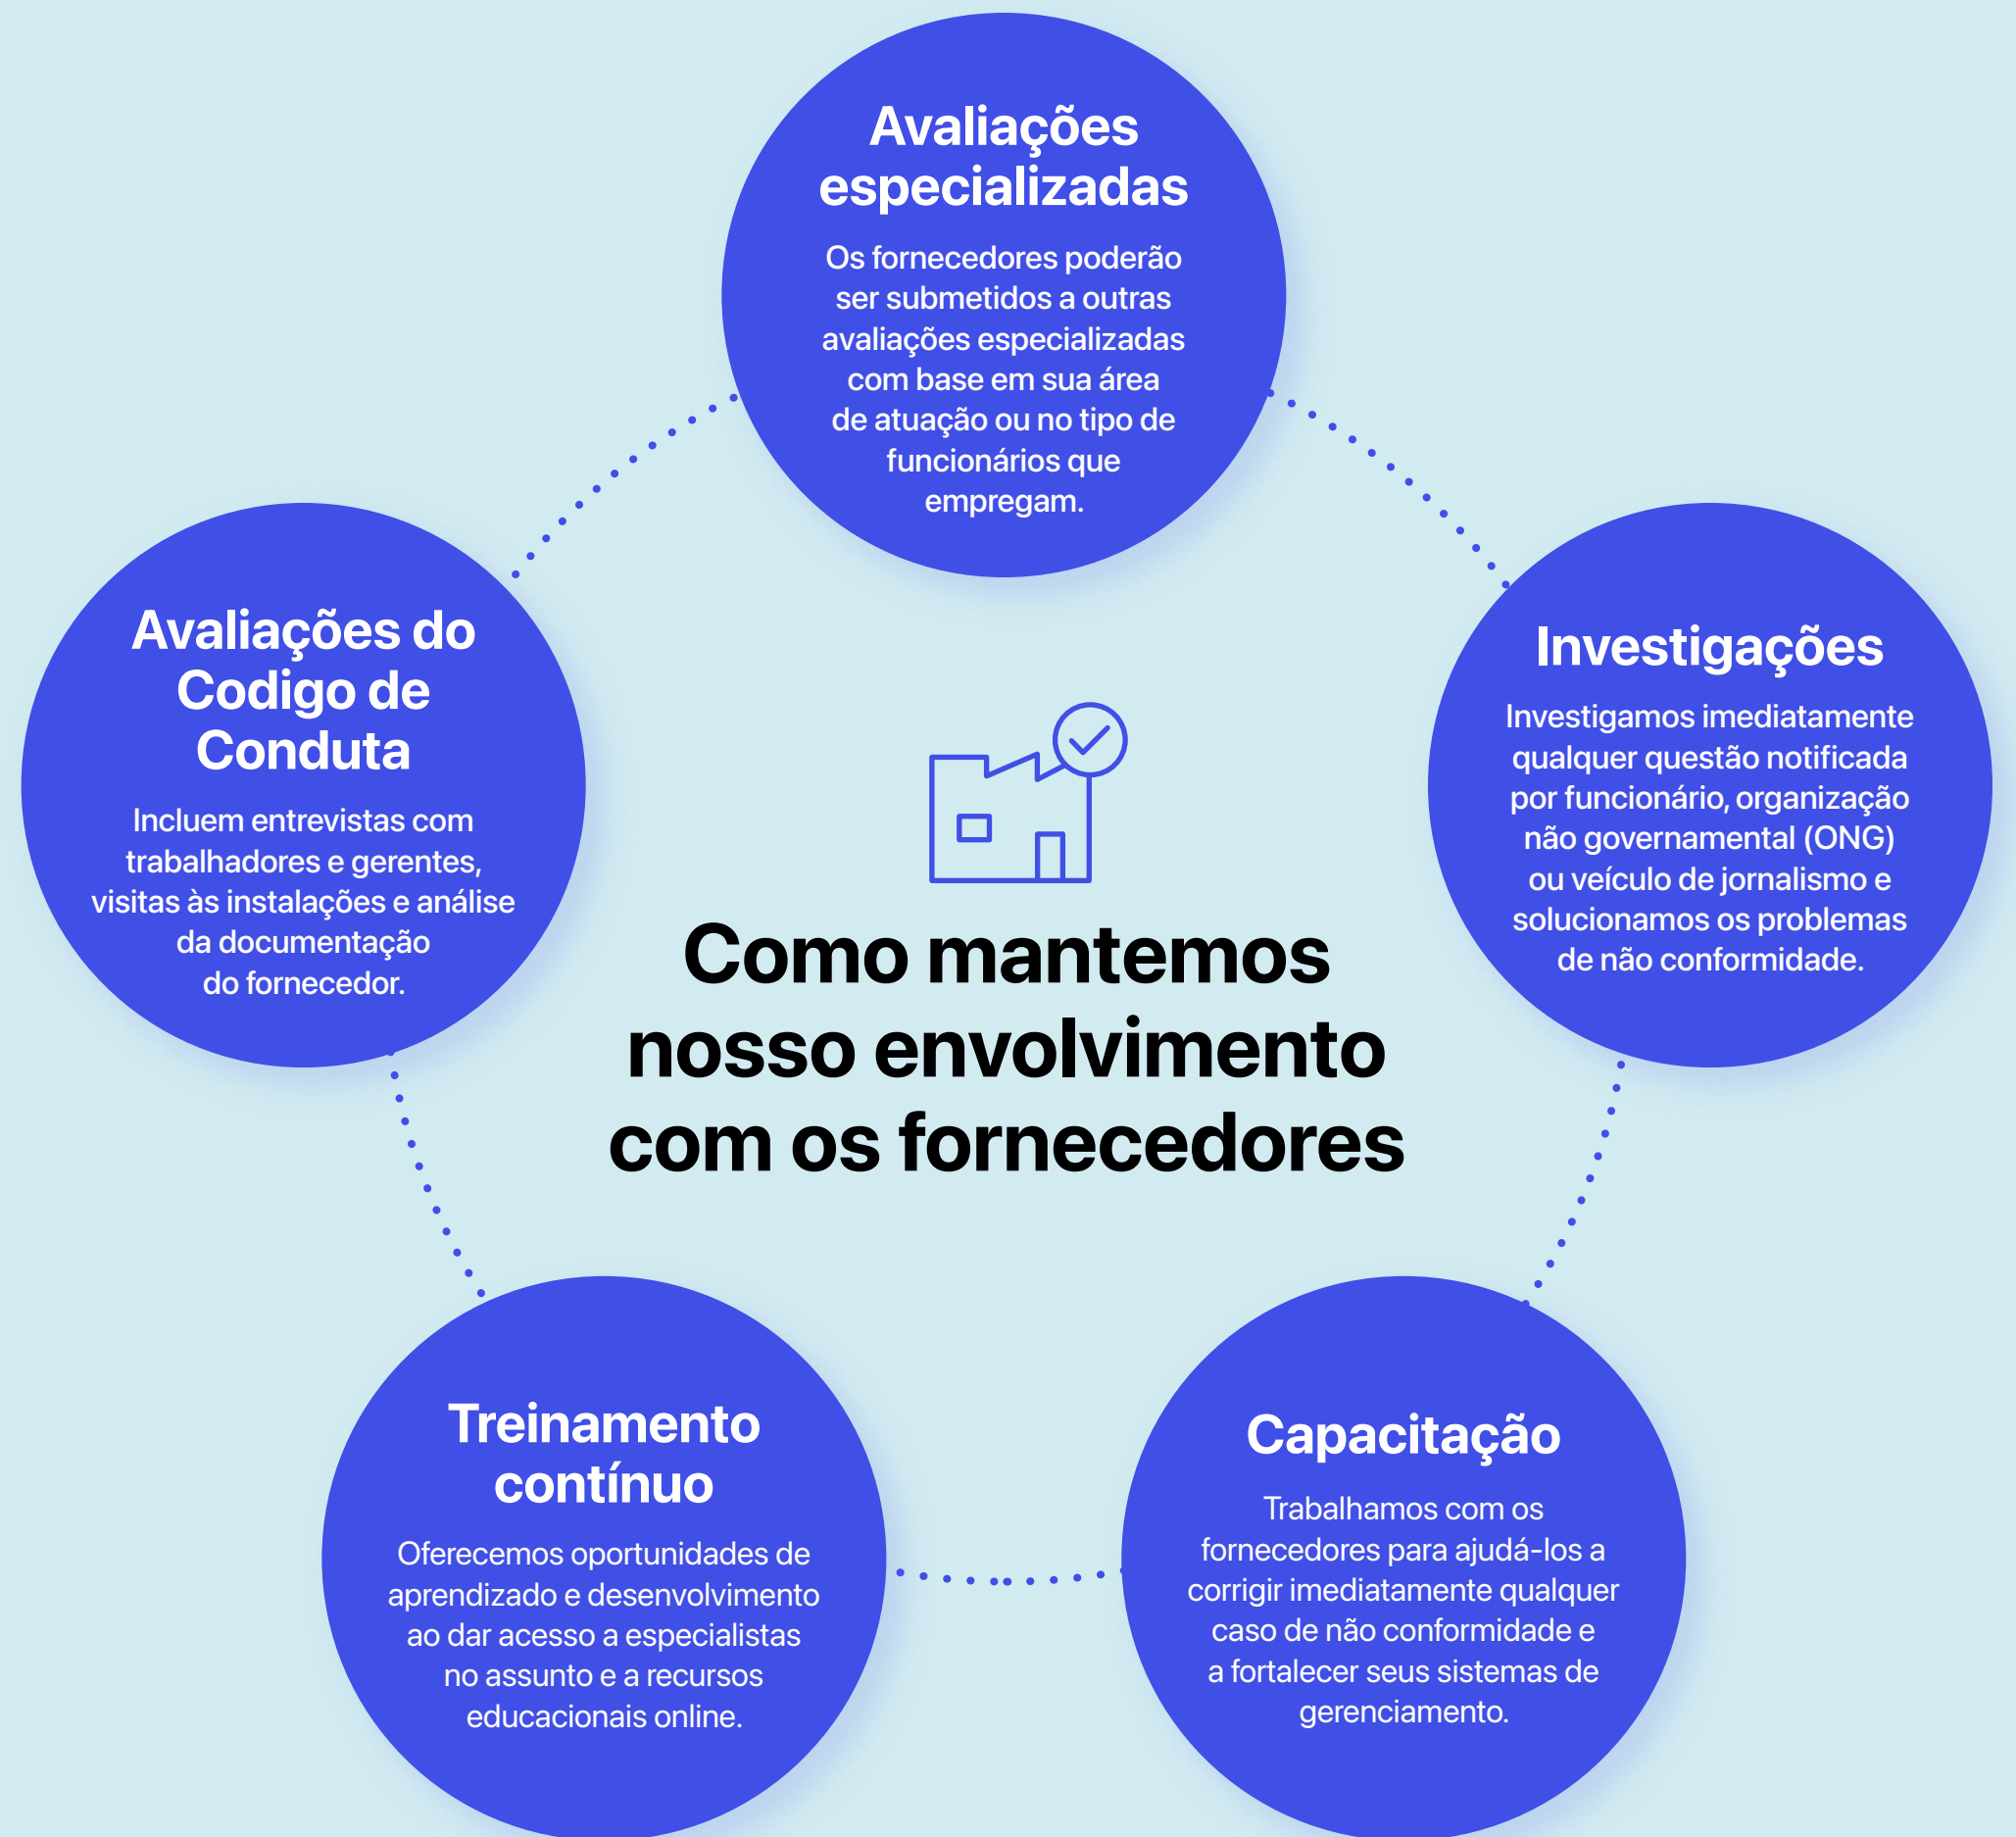 Avaliações
especializadas
Os fornecedores poderão
ser submetidos a outras
avaliações especializadas
com base em sua área
de atuação ou no tipo de
funcionários que
empregam.
Avaliações do
Codigo de
Conduta
Incluem entrevistas com
trabalhadores e gerentes,
visitas às instalações e análise
da documentação
do fornecedor.
Investigações
Investigamos imediatamente
qualquer questão notificada
por funcionário, organização
não governamental (ONG)
ou veículo de jornalismo e
solucionamos os problemas
de não conformidade.
Como mantemos
nosso envolvimento
com os fornecedores
Treinamento
contínuo
Oferecemos oportunidades de
aprendizado e desenvolvimento
ao dar acesso a especialistas
no assunto e a recursos
educacionais online.
Capacitação
Trabalhamos com os
fornecedores para ajudá-los a
corrigir imediatamente qualquer
caso de não conformidade e
a fortalecer seus sistemas de
gerenciamento.